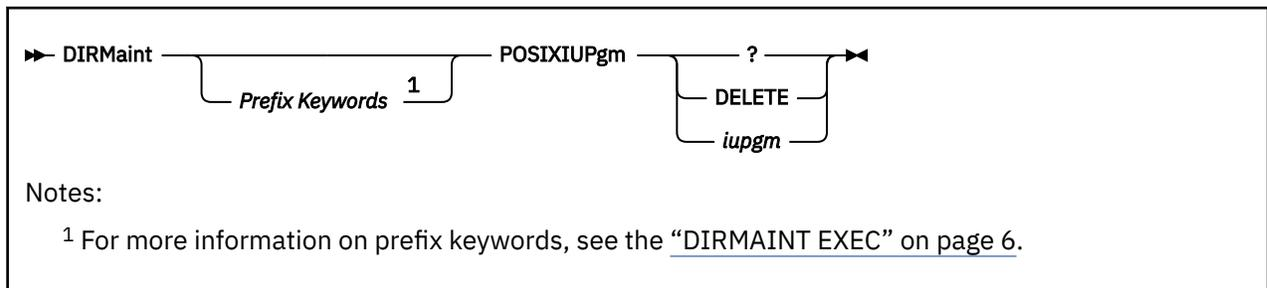 DIRMaint POSIXIUPgm ?
Prefix Keywords 1
DELETE
iupgm
Notes:
1 For more information on prefix keywords, see the “DIRMAINT EXEC” on page 6.